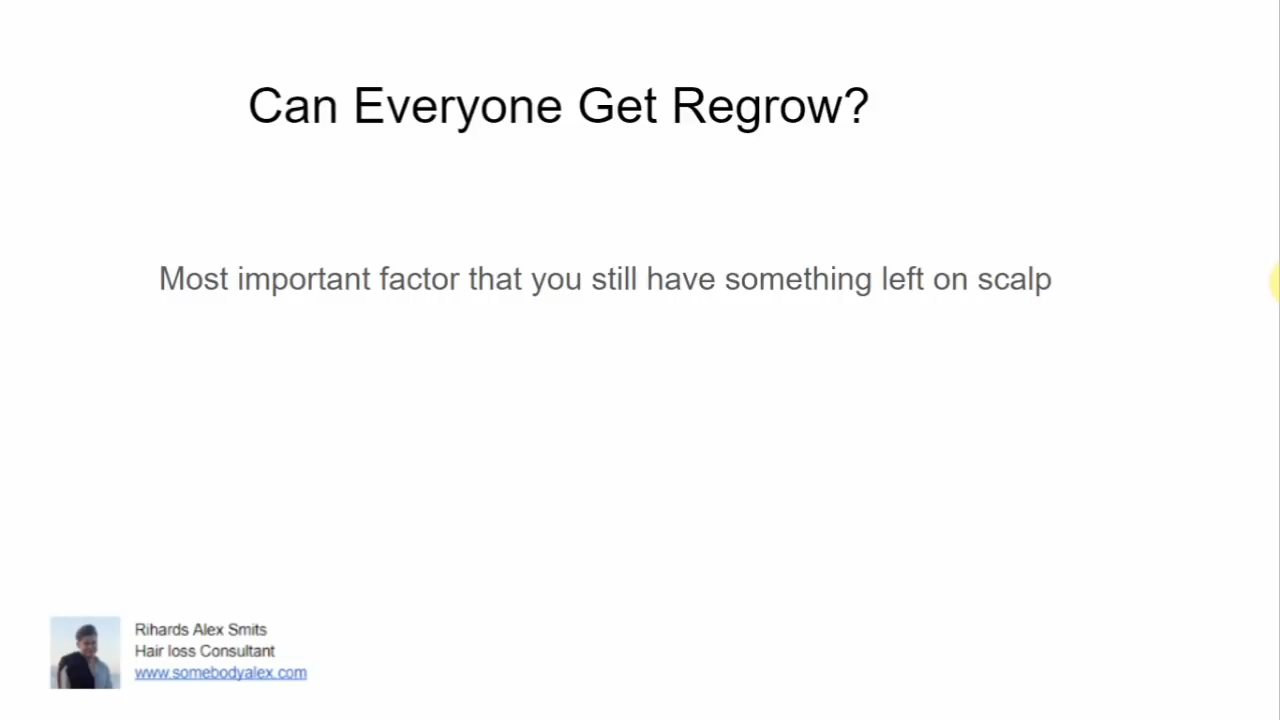 Can Everyone Get Regrow?
Most important factor that you still have something left on scalp
Rihards Alex Smits
Hair loss Consultant
www.somebodyalex.com